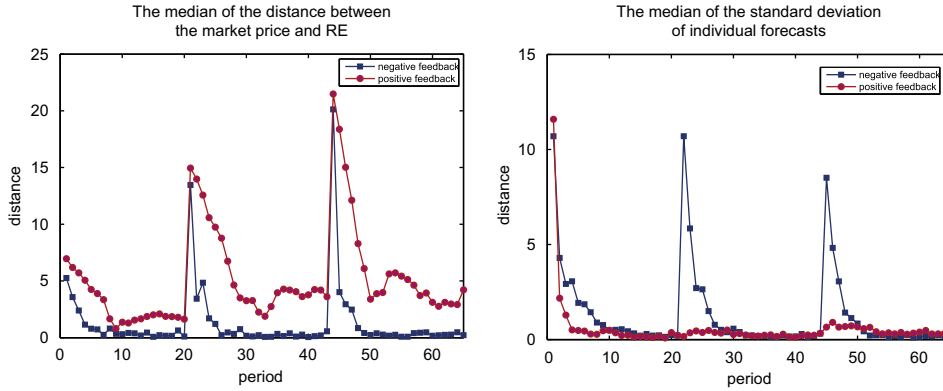 The median of the distance between
the market price and RE
25
20
15
10
5
0
0 10 20 30 40 50 60
distance
period
negative feedback
positive feedback
The median of the standard deviation
of individual forecasts
15
10
5
0
0 10 20 30 40 50 60
distance
period
negative feedback
positive feedback